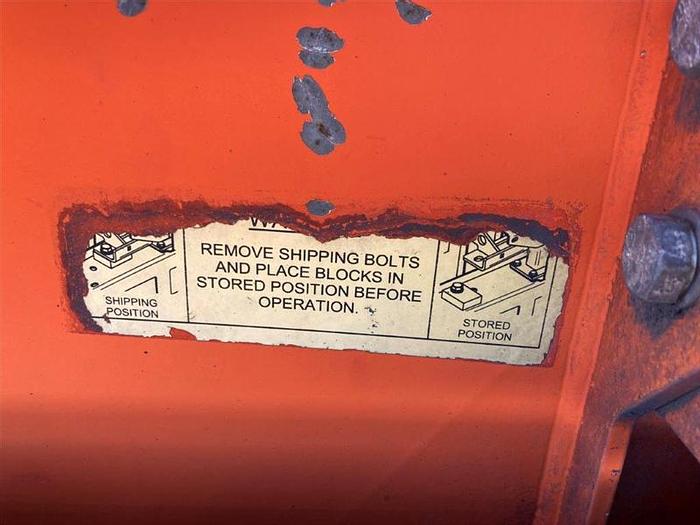 REMOVE SHIPPING BOLTS
AND PLACE BLOCKS IN
STORED POSITION BEFORE
OPERATION.
SHIPPING
POSITION
STORED
POSITION